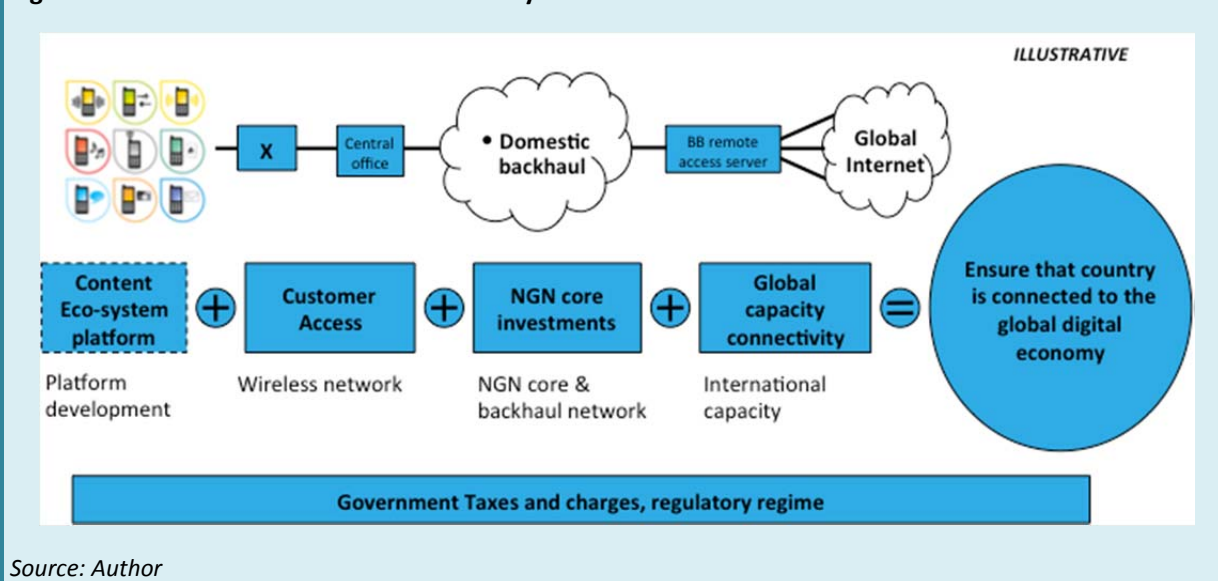 ILLUSTRATIVE
X
Central
office
• Domestic
backhaul
BB remote
access server
Global
Internet
Content
Eco-system
platform
+
Customer
Access
+
NGN core
investments
+
Global
capacity
connectivity
=
Ensure that country
is connected to the
global digital
economy
Platform
development
Wireless network
NGN core &
backhaul network
International
capacity
Government Taxes and charges, regulatory regime
Source: Author